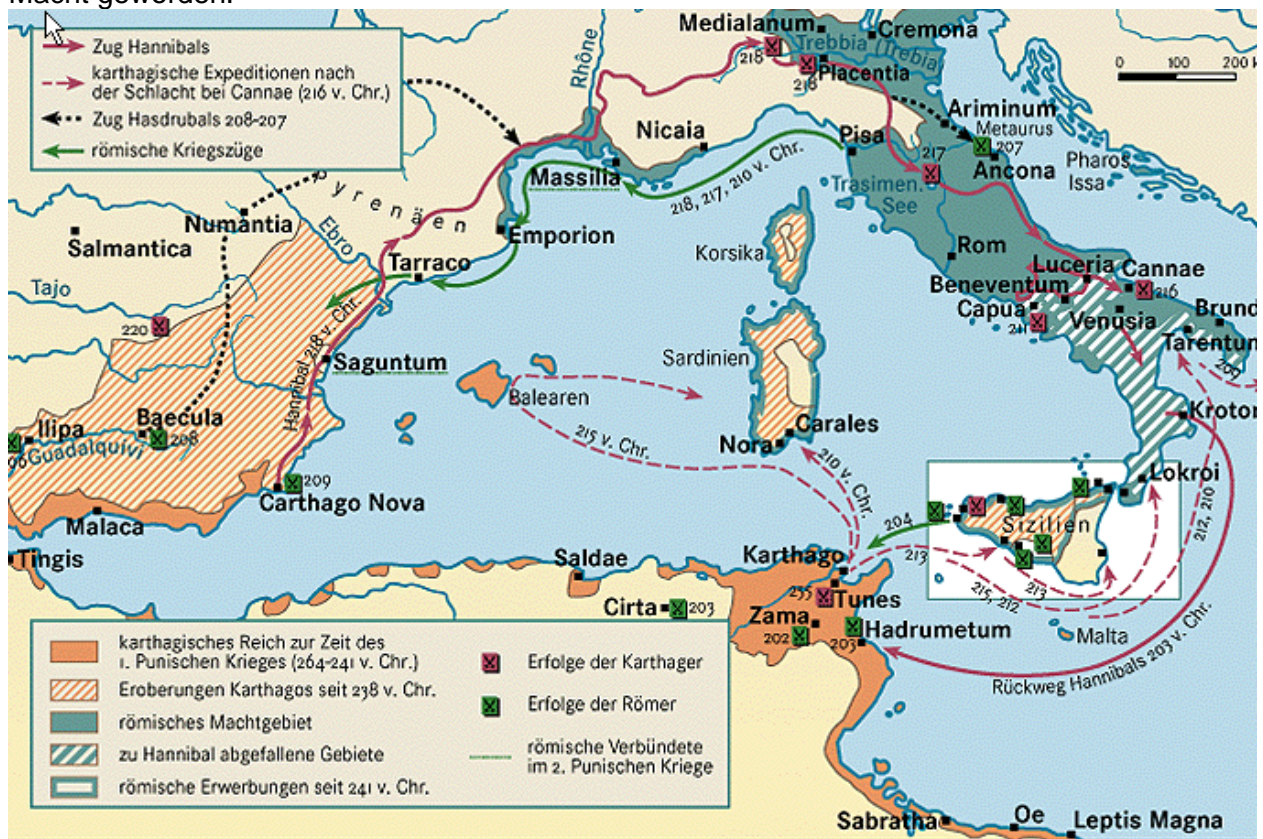 Macht geworden.
Zug Hannibals
karthagische Expeditionen nach
der Schlacht bei Cannae (216 v. Chr.)
Zug Hasdrubals 208-207
römische Kriegszüge
Medialanum
Cremona
Trebbia (Trebia)
218
218
Placentia
Rhône
0 100 200 k
Nicaia
Pisa
Ariminum
Metaurus
207
Ancona
Pharos
Issa
Massilia
218, 217, 210 v. Chr.
217
Trasimen.
See
Pyrenäen
Numantia
Salmantica
Ebro
Emporion
Korsika
Rom
Tarraco
Tajo
Luceria
Cannae
216
Beneventum
Capua
211
Venusia
Brund
Tarentum
209
220
Hannibal 218 v. Chr.
Saguntum
Sardinien
Balearen
215 v. Chr.
Baecula
208
Ilipa
Guadalquivi
Nora
Carales
210 v. Chr.
Kroton
Lokroi
209
Carthago Nova
Malaca
Tingis
Saldae
Karthago
204
213
Sizilien
213
215, 212
212, 210
Cirta
203
255
Tunes
Zama
202
203
Hadrumetum
Malta
Rückweg Hannibals 203 v. Chr.
karthagisches Reich zur Zeit des
1. Punischen Krieges (264-241 v. Chr.)
Eroberungen Karthagos seit 238 v. Chr.
römisches Machtgebiet
zu Hannibal abgefallene Gebiete
römische Erwerbungen seit 241 v. Chr.
Erfolge der Karthager
Erfolge der Römer
römische Verbündete
im 2. Punischen Kriege
Sabratha
Oe
Leptis Magna